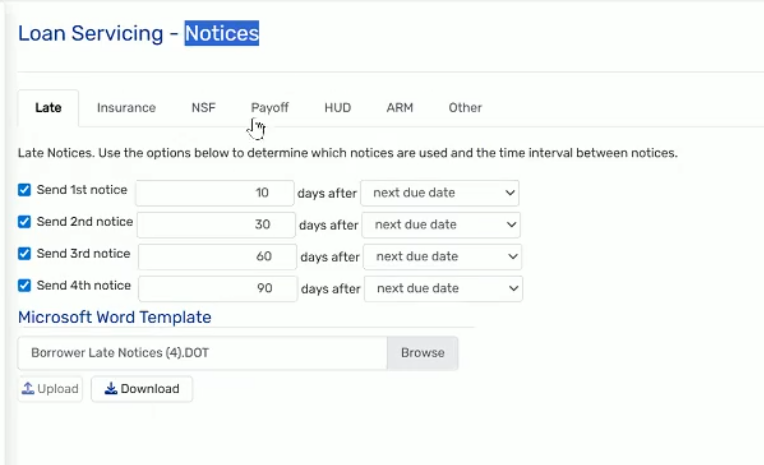 Loan Servicing - Notices
Late Insurance NSF Payoff HUD ARM Other
Late Notices. Use the options below to determine which notices are used and the time interval between notices.
Send 1st notice 10 days after next due date
Send 2nd notice 30 days after next due date
Send 3rd notice 60 days after next due date
Send 4th notice 90 days after next due date
Microsoft Word Template
Borrower Late Notices (4).DOT Browse
Upload Download